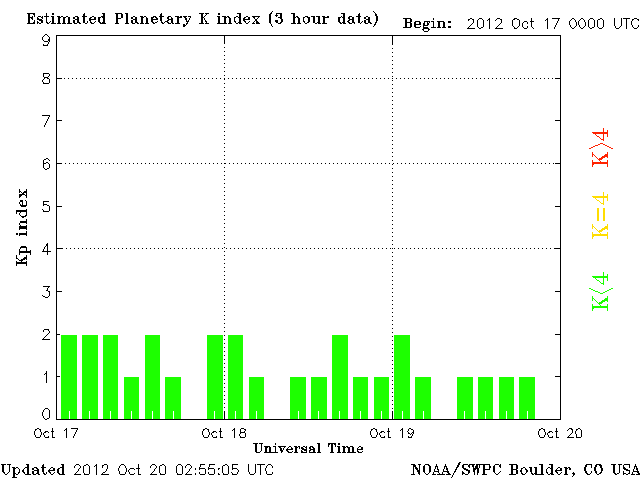 Estimated Planetary K index (3 hour data) Begin: 2012 Oct 17 0000 UTC
9
8
7
6
5
4
3
2
1
0
Kp index
K>4
K=4
K<4
Oct 17 Oct 18 Oct 19 Oct 20
Universal Time
Updated 2012 Oct 20 02:55:05 UTC NOAA/SWPC Boulder, CO USA